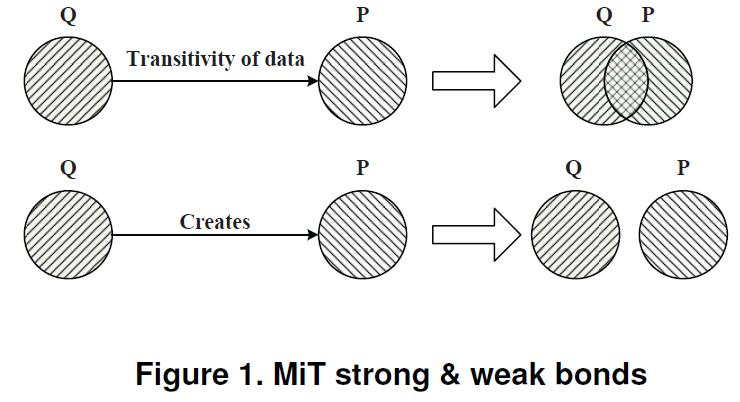 Q P Q P
Transitivity of data
Q P Q P
Creates
Figure 1. MiT strong & weak bonds